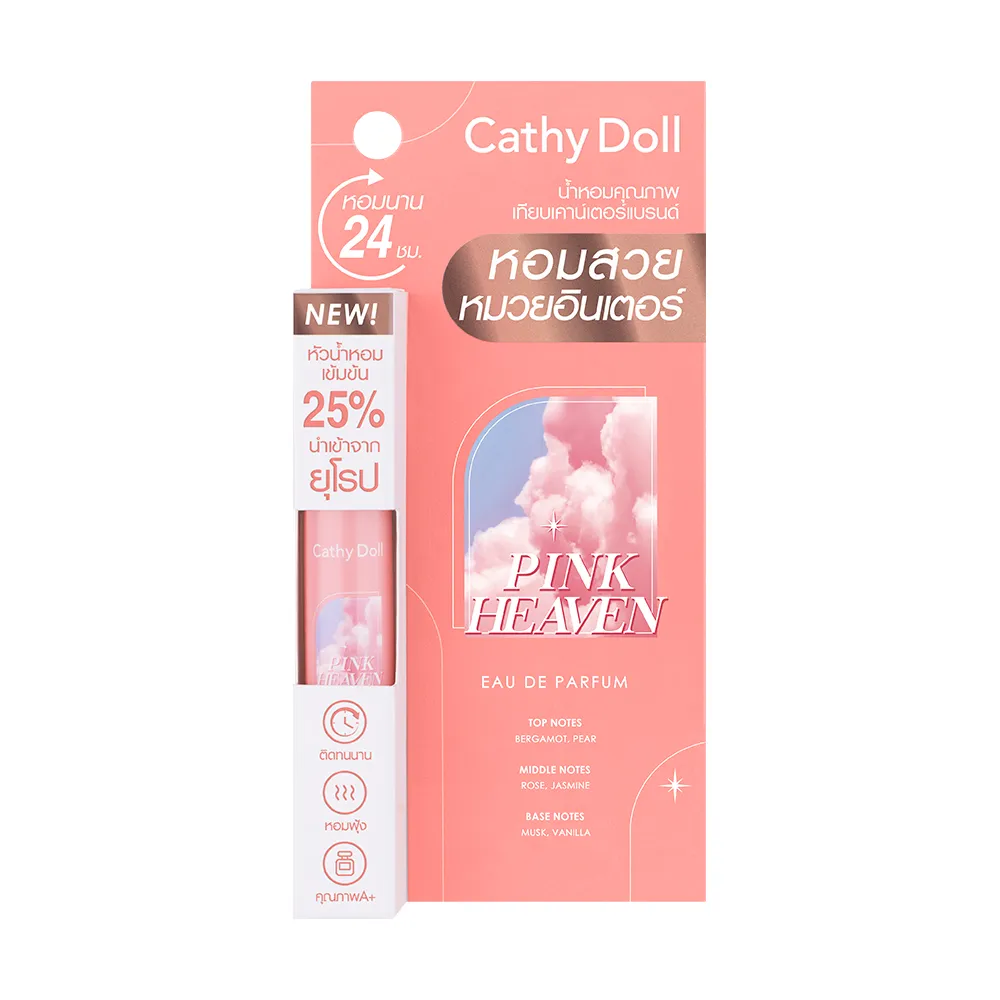 Cathy Doll
น้ำหอมคุณภาพ
เทียบเคาน์เตอร์แบรนด์
หอมสวย
หมวยอินเตอร์
หอมนาน
24 ชม.
NEW!
หัวน้ำหอม
เข้มข้น
25%
นำเข้าจาก
ยุโรป
Cathy Doll
PINK
HEAVEN
ติดทนนาน
หอมฟุ้ง
คุณภาพA+
PINK
HEAVEN
EAU DE PARFUM
TOP NOTES
BERGAMOT, PEAR
MIDDLE NOTES
ROSE, JASMINE
BASE NOTES
MUSK, VANILLA